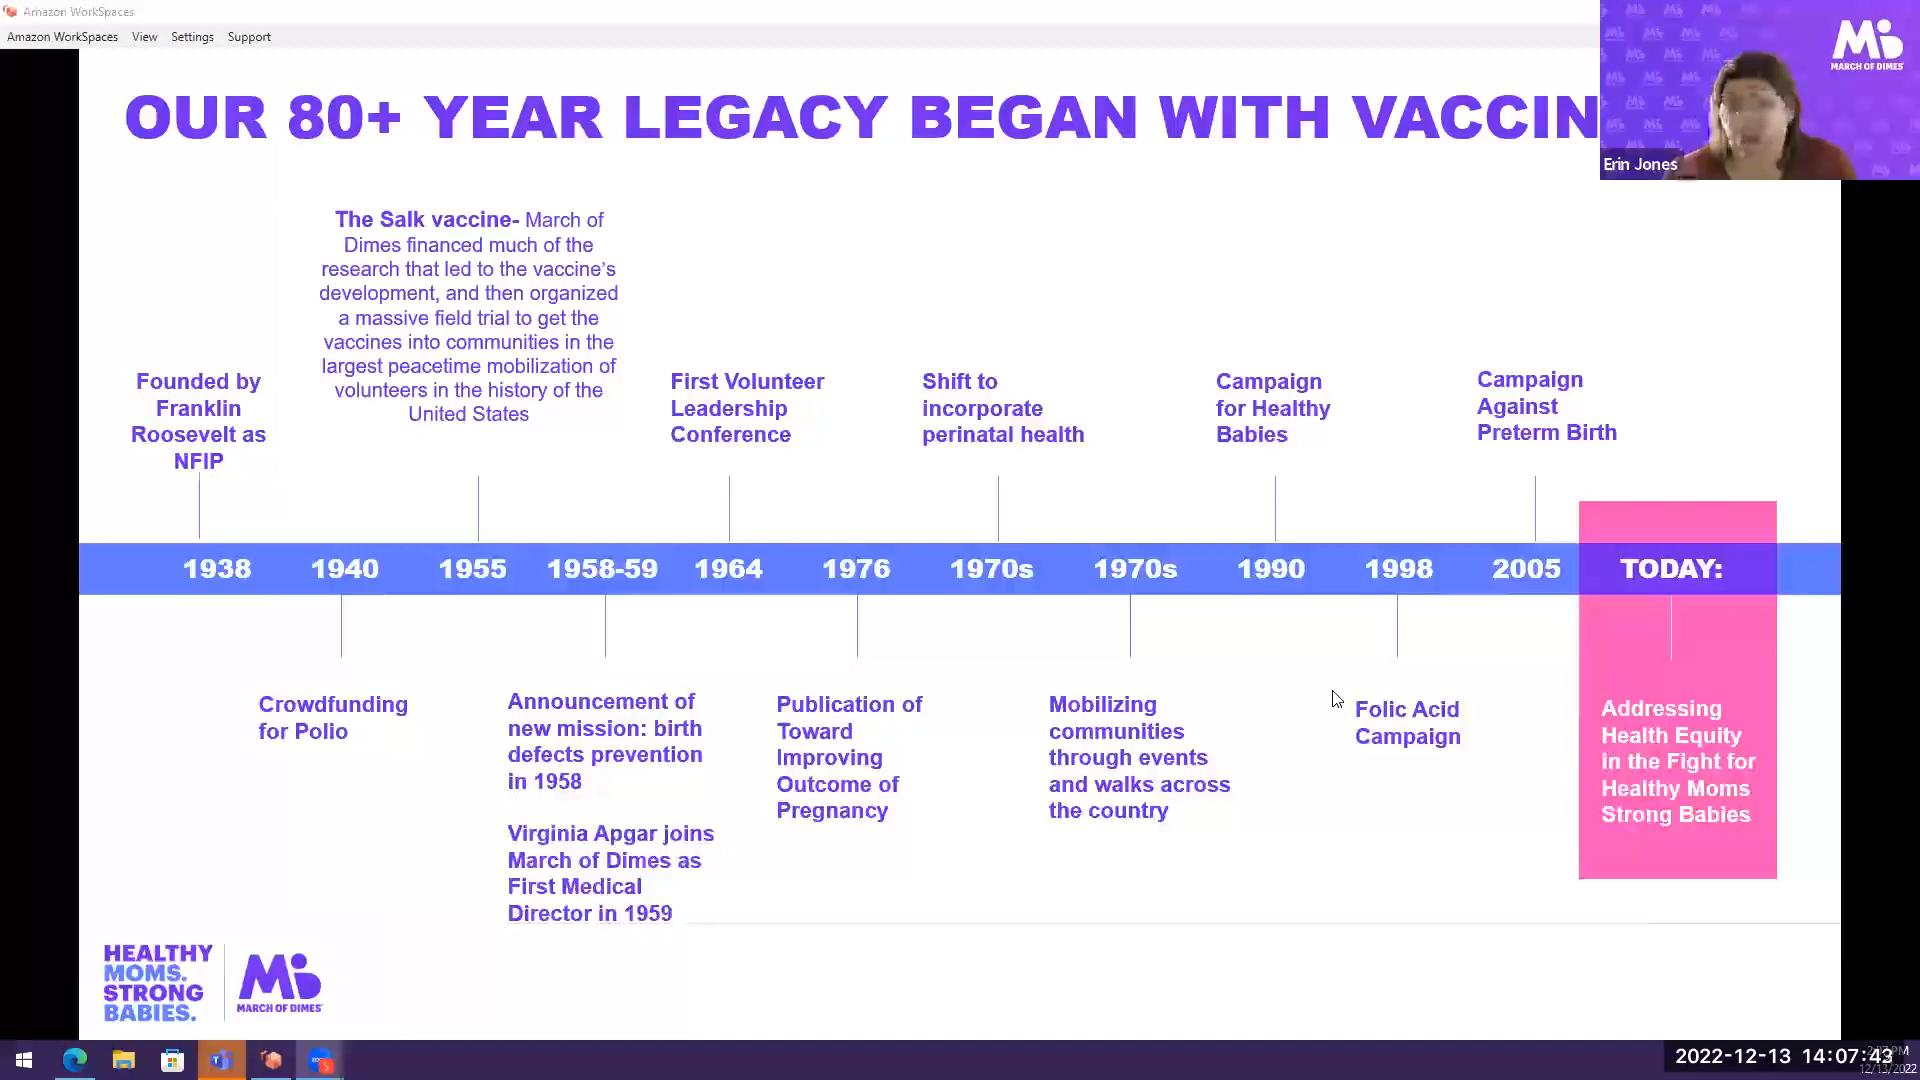 Amazon WorkSpaces
Amazon WorkSpaces View Settings Support
MARCH OF DIMES
Erin Jones
OUR 80+ YEAR LEGACY BEGAN WITH VACCIN
Founded by
Franklin
Roosevelt as
NFIP
The Salk vaccine- March of
Dimes financed much of the
research that led to the vaccine's
development, and then organized
a massive field trial to get the
vaccines into communities in the
largest peacetime mobilization of
volunteers in the history of the
United States
First Volunteer
Leadership
Conference
Shift to
incorporate
perinatal health
Campaign
for Healthy
Babies
Campaign
Against
Preterm Birth
1938 1940 1955 1958-59 1964 1976 1970s 1970s 1990 1998 2005 TODAY:
Crowdfunding
for Polio
Announcement of
new mission: birth
defects prevention
in 1958
Virginia Apgar joins
March of Dimes as
First Medical
Director in 1959
Publication of
Toward
Improving
Outcome of
Pregnancy
Mobilizing
communities
through events
and walks across
the country
Folic Acid
Campaign
Addressing
Health Equity
in the Fight for
Healthy Moms
Strong Babies
HEALTHY
MOMS.
STRONG
BABIES.
MARCH OF DIMES
2022-12-13 14:07:43
12/13/2022